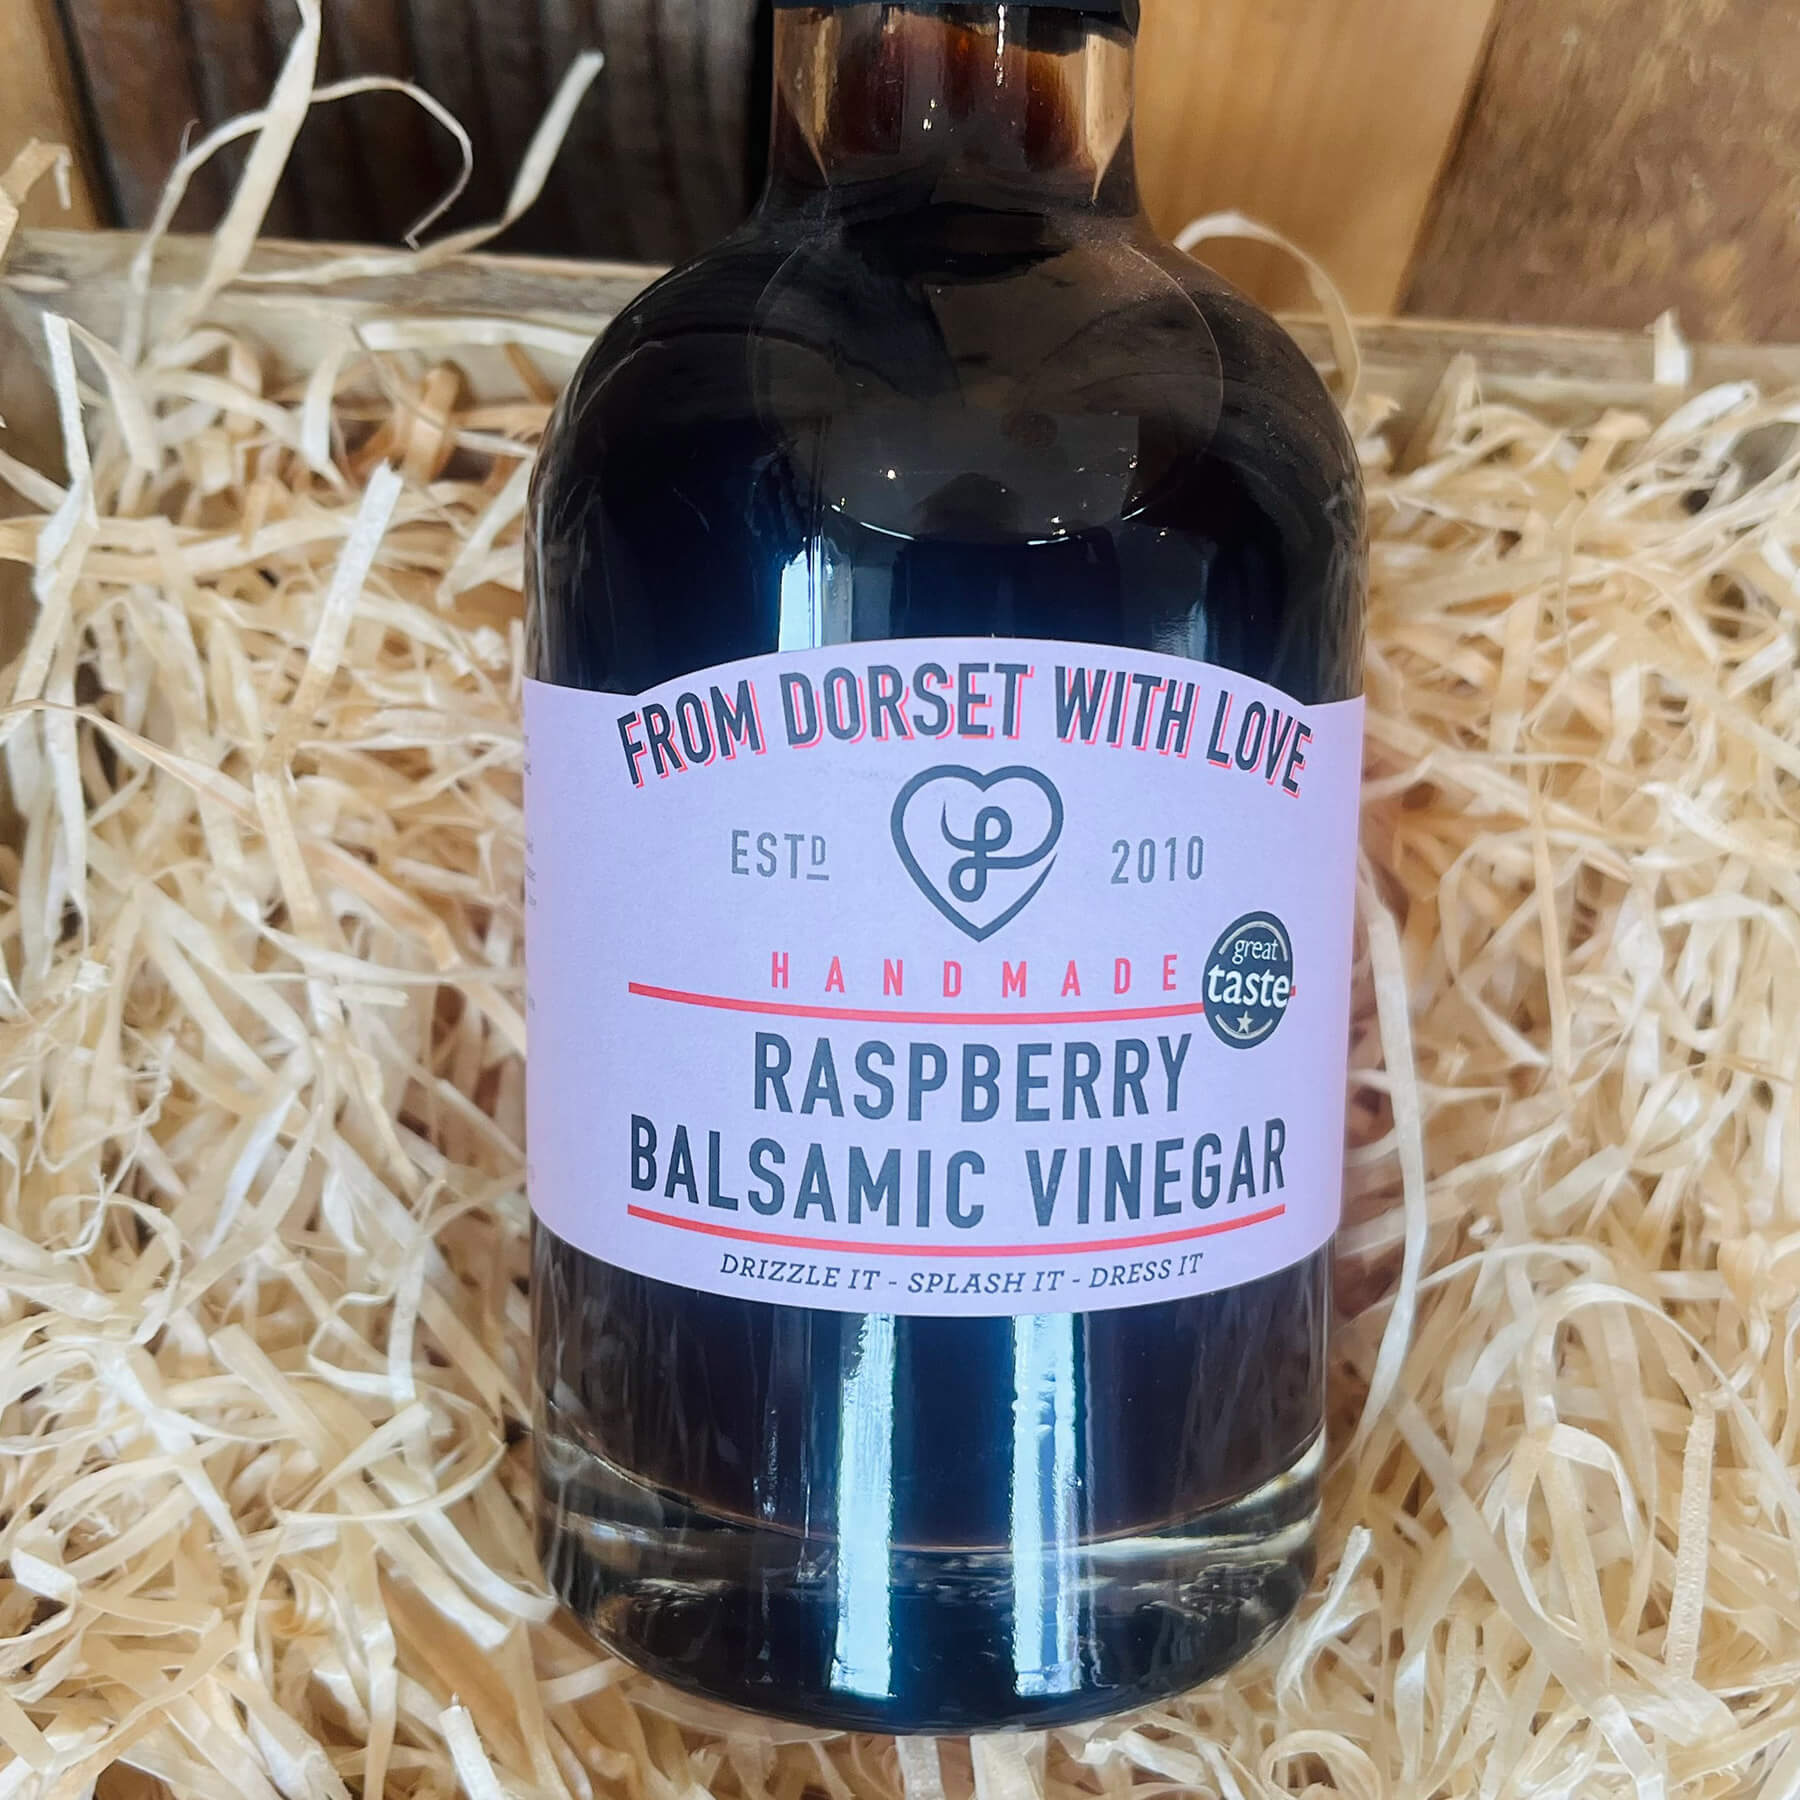 FROM DORSET WITH LOVE
ESTD 2010
HANDMADE
great
taste
RASPBERRY
BALSAMIC VINEGAR
DRIZZLE IT - SPLASH IT - DRESS IT